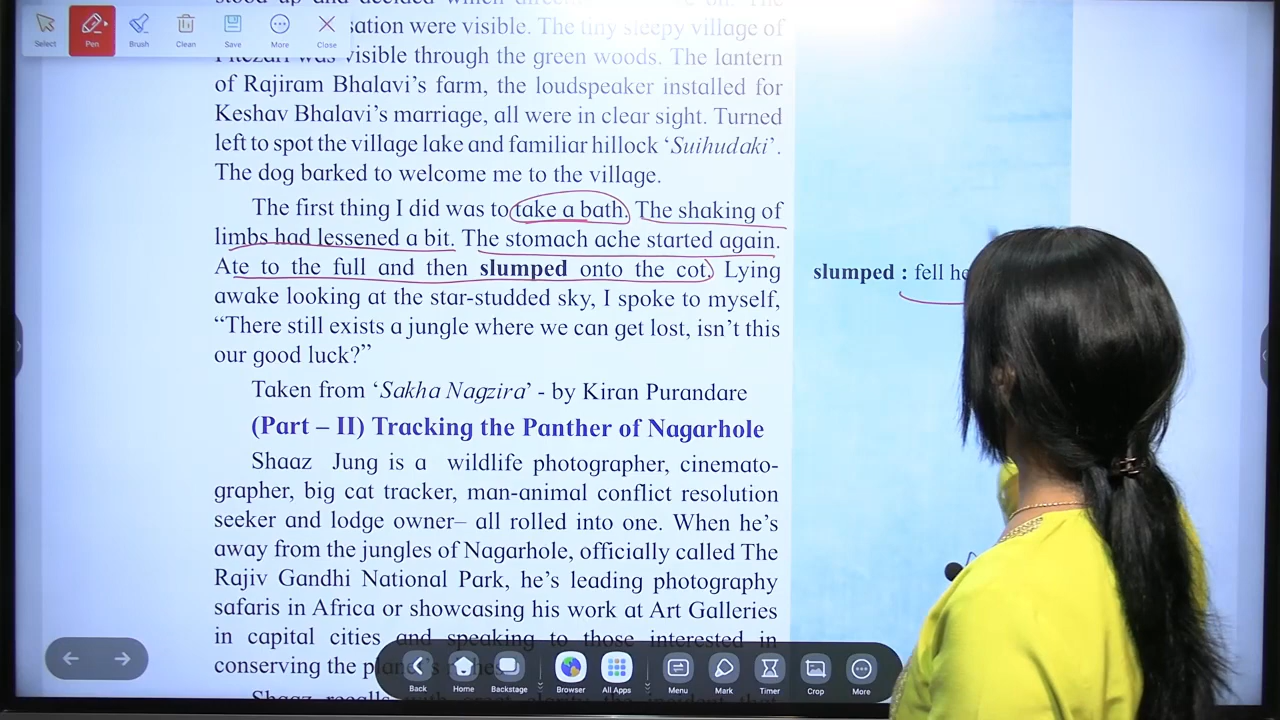 Select
Pen
Brush
Clean
Save
More
Close
sation were visible. The tiny sleepy village of
visible through the green woods. The lantern
of Rajiram Bhalavi's farm, the loudspeaker installed for
Keshav Bhalavi's marriage, all were in clear sight. Turned
left to spot the village lake and familiar hillock 'Suihudaki'.
The dog barked to welcome me to the village.
The first thing I did was to take a bath. The shaking of
limbs had lessened a bit. The stomach ache started again.
Ate to the full and then slumped onto the cot. Lying
awake looking at the star-studded sky, I spoke to myself,
"There still exists a jungle where we can get lost, isn't this
our good luck?"
slumped : fell
Taken from 'Sakha Nagzira' - by Kiran Purandare
(Part – II) Tracking the Panther of Nagarhole
Shaaz Jung is a wildlife photographer, cinemato-
grapher, big cat tracker, man-animal conflict resolution
seeker and lodge owner– all rolled into one. When he's
away from the jungles of Nagarhole, officially called The
Rajiv Gandhi National Park, he's leading photography
safaris in Africa or showcasing his work at Art Galleries
in capital cities and speaking to those interested in
conserving the
Back
Home
Backstage
Browser
All Apps
Menu
Mark
Timer
Crop
More